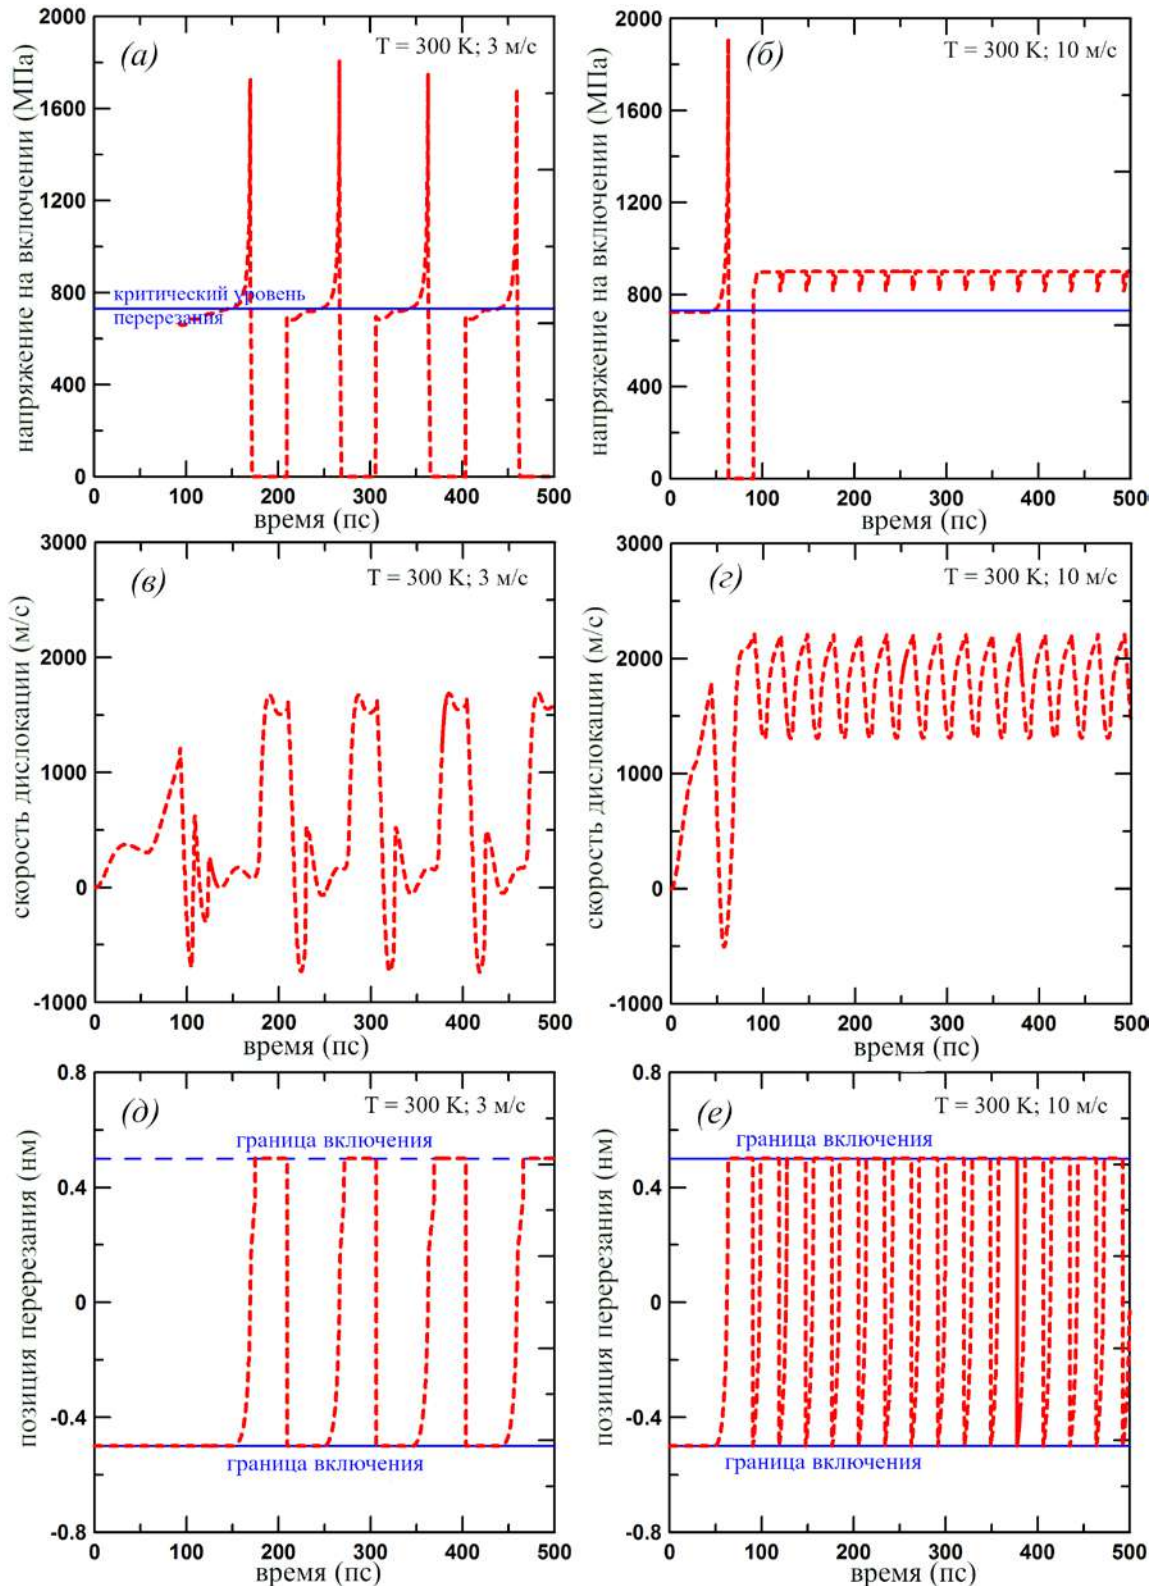 напряжение на включении (МПа)
2000
1600
1200
800
400
0
(а)
T = 300 K; 3 м/с
критический уровень
перерезания
0 100 200 300 400 500
время (пс)
напряжение на включении (МПа)
2000
1600
1200
800
400
0
(б)
T = 300 K; 10 м/с
0 100 200 300 400 500
время (пс)
скорость дислокации (м/с)
3000
2000
1000
0
-1000
(в)
T = 300 K; 3 м/с
0 100 200 300 400 500
время (пс)
скорость дислокации (м/с)
3000
2000
1000
0
-1000
(г)
T = 300 K; 10 м/с
0 100 200 300 400 500
время (пс)
позиция перерезания (нм)
0.8
0.4
0
-0.4
-0.8
(д)
T = 300 K; 3 м/с
граница включения
граница включения
0 100 200 300 400 500
время (пс)
позиция перерезания (нм)
0.8
0.4
0
-0.4
-0.8
(е)
T = 300 K; 10 м/с
граница включения
граница включения
0 100 200 300 400 500
время (пс)